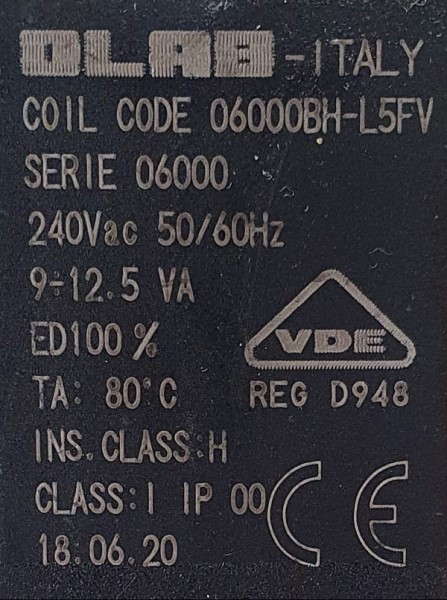 OLAB -ITALY
COIL CODE 06000BH-L5FV
SERIE 06000
240Vac 50/60Hz
9÷12.5 VA
ED100%
VDE
TA: 80°C
REG D948
INS.CLASS:H
CLASS:I IP 00
CE
18.06.20